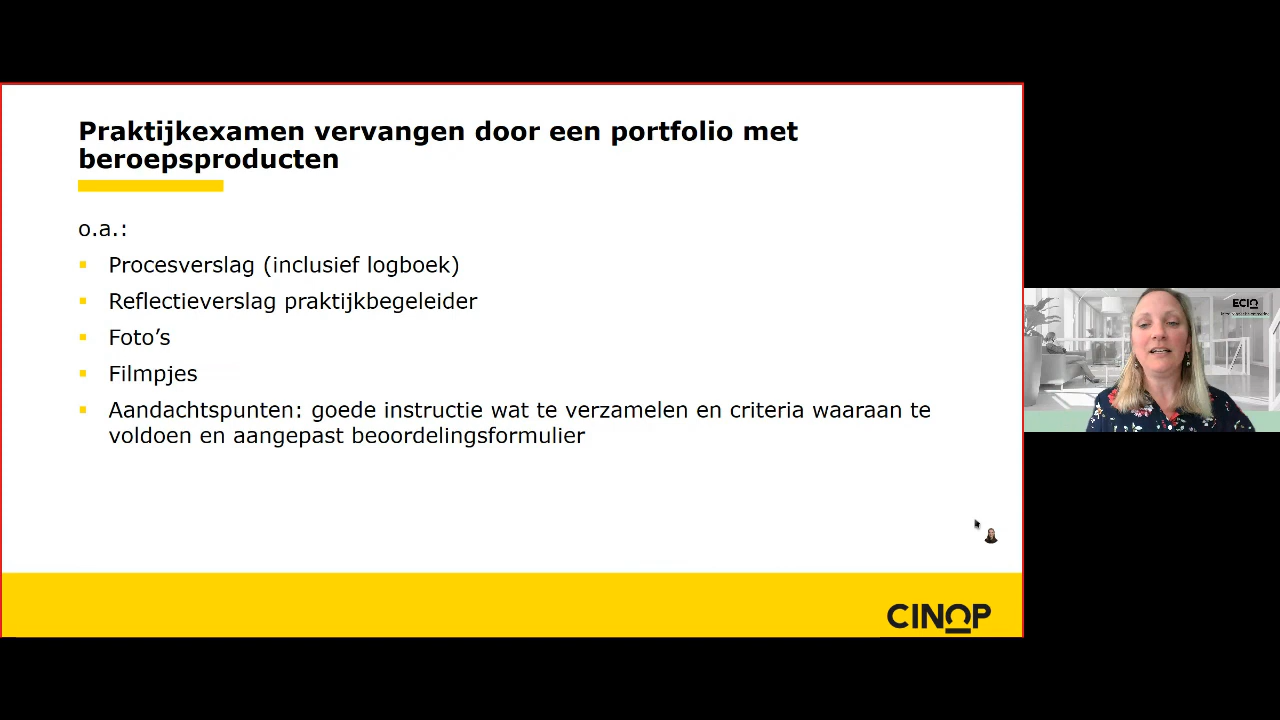 Praktijkexamen vervangen door een portfolio met
beroepsproducten
o.a.:
Procesverslag (inclusief logboek)
Reflectieverslag praktijkbegeleider
Foto’s
Filmpjes
Aandachtspunten: goede instructie wat te verzamelen en criteria waaraan te
voldoen en aangepast beoordelingsformulier
ECIO
CINOP